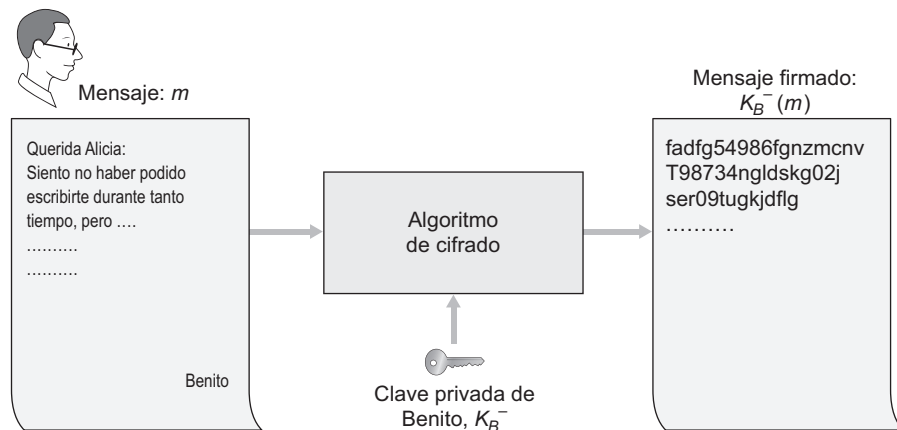 Mensaje: m
Querida Alicia:
Siento no haber podido
escribirte durante tanto
tiempo, pero ....
..........
..........
Benito
Algoritmo
de cifrado
Clave privada de
Benito, K_B^−
Mensaje firmado:
K_B^− (m)
fadfg54986fgnzmcnv
T98734ngldskg02j
ser09tugkjdflg
..........